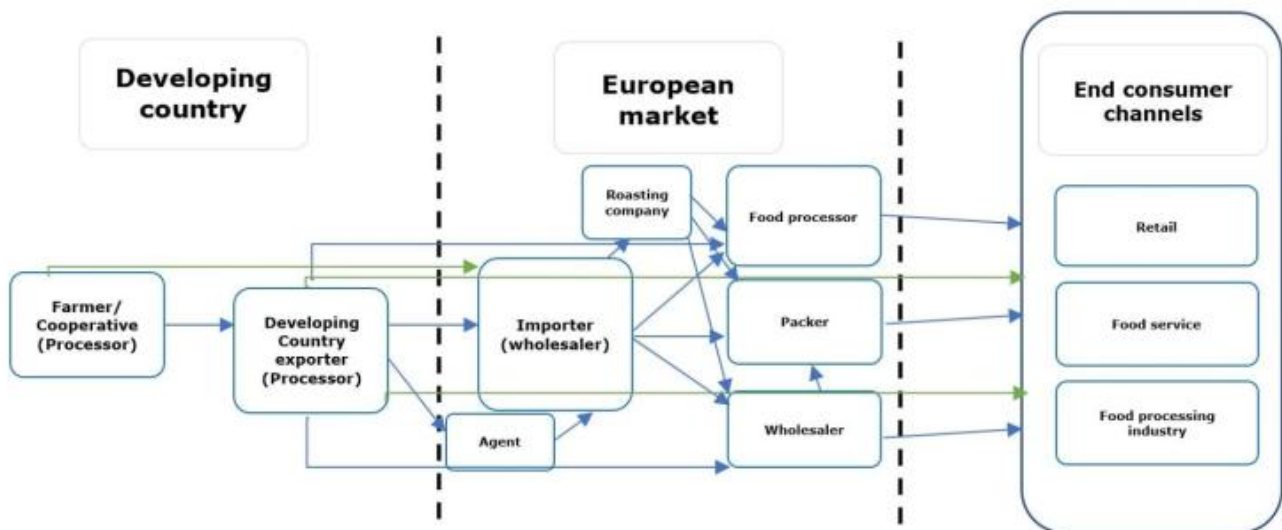 Developing
country
European
market
End consumer
channels
Roasting
company
Food processor
Retail
Farmer/
Cooperative
(Processor)
Developing
Country
exporter
(Processor)
Importer
(wholesaler)
Packer
Food service
Agent
Wholesaler
Food processing
industry